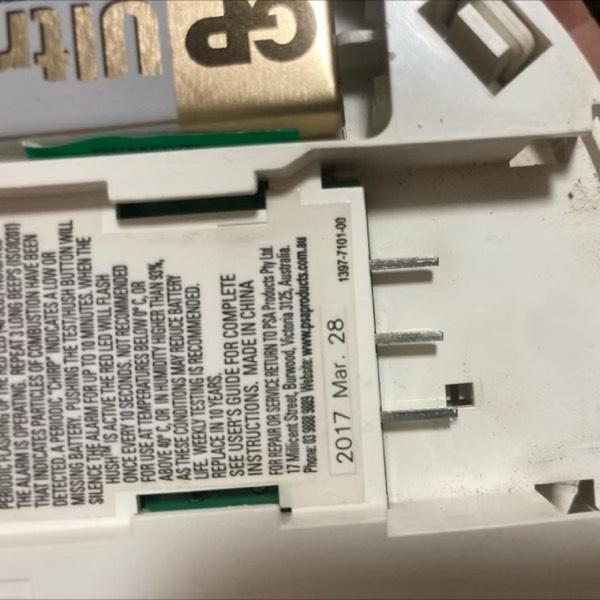 GP
Ultr
PERIODIC FLASHING OF THE RED LED
THE ALARM IS OPERATING. REPEAT 3 LONG BEEPS (ISO8201)
THAT INDICATES PARTICLES OF COMBUSTION HAVE BEEN
DETECTED. A PERIODIC "CHIRP" INDICATES A LOW OR
MISSING BATTERY. PUSHING THE TEST/HUSH BUTTON WILL
SILENCE THE ALARM FOR UP TO 10 MINUTES. WHEN THE
HUSH™ IS ACTIVE THE RED LED WILL FLASH
ONCE EVERY 10 SECONDS. NOT RECOMMENDED
FOR USE AT TEMPERATURES BELOW 0° C, OR
ABOVE 40° C, OR IN HUMIDITY HIGHER THAN 93%,
AS THESE CONDITIONS MAY REDUCE BATTERY
LIFE. WEEKLY TESTING IS RECOMMENDED.
REPLACE IN 10 YEARS.
SEE USER'S GUIDE FOR COMPLETE
INSTRUCTIONS. MADE IN CHINA
FOR REPAIR OR SERVICE RETURN TO PSA Products Pty Ltd
17 Millicent Street, Burwood, Victoria 3125, Australia.
Phone: 03 9888 9889 Website: www.psaproducts.com.au
2017 Mar. 28
1397-7101-00